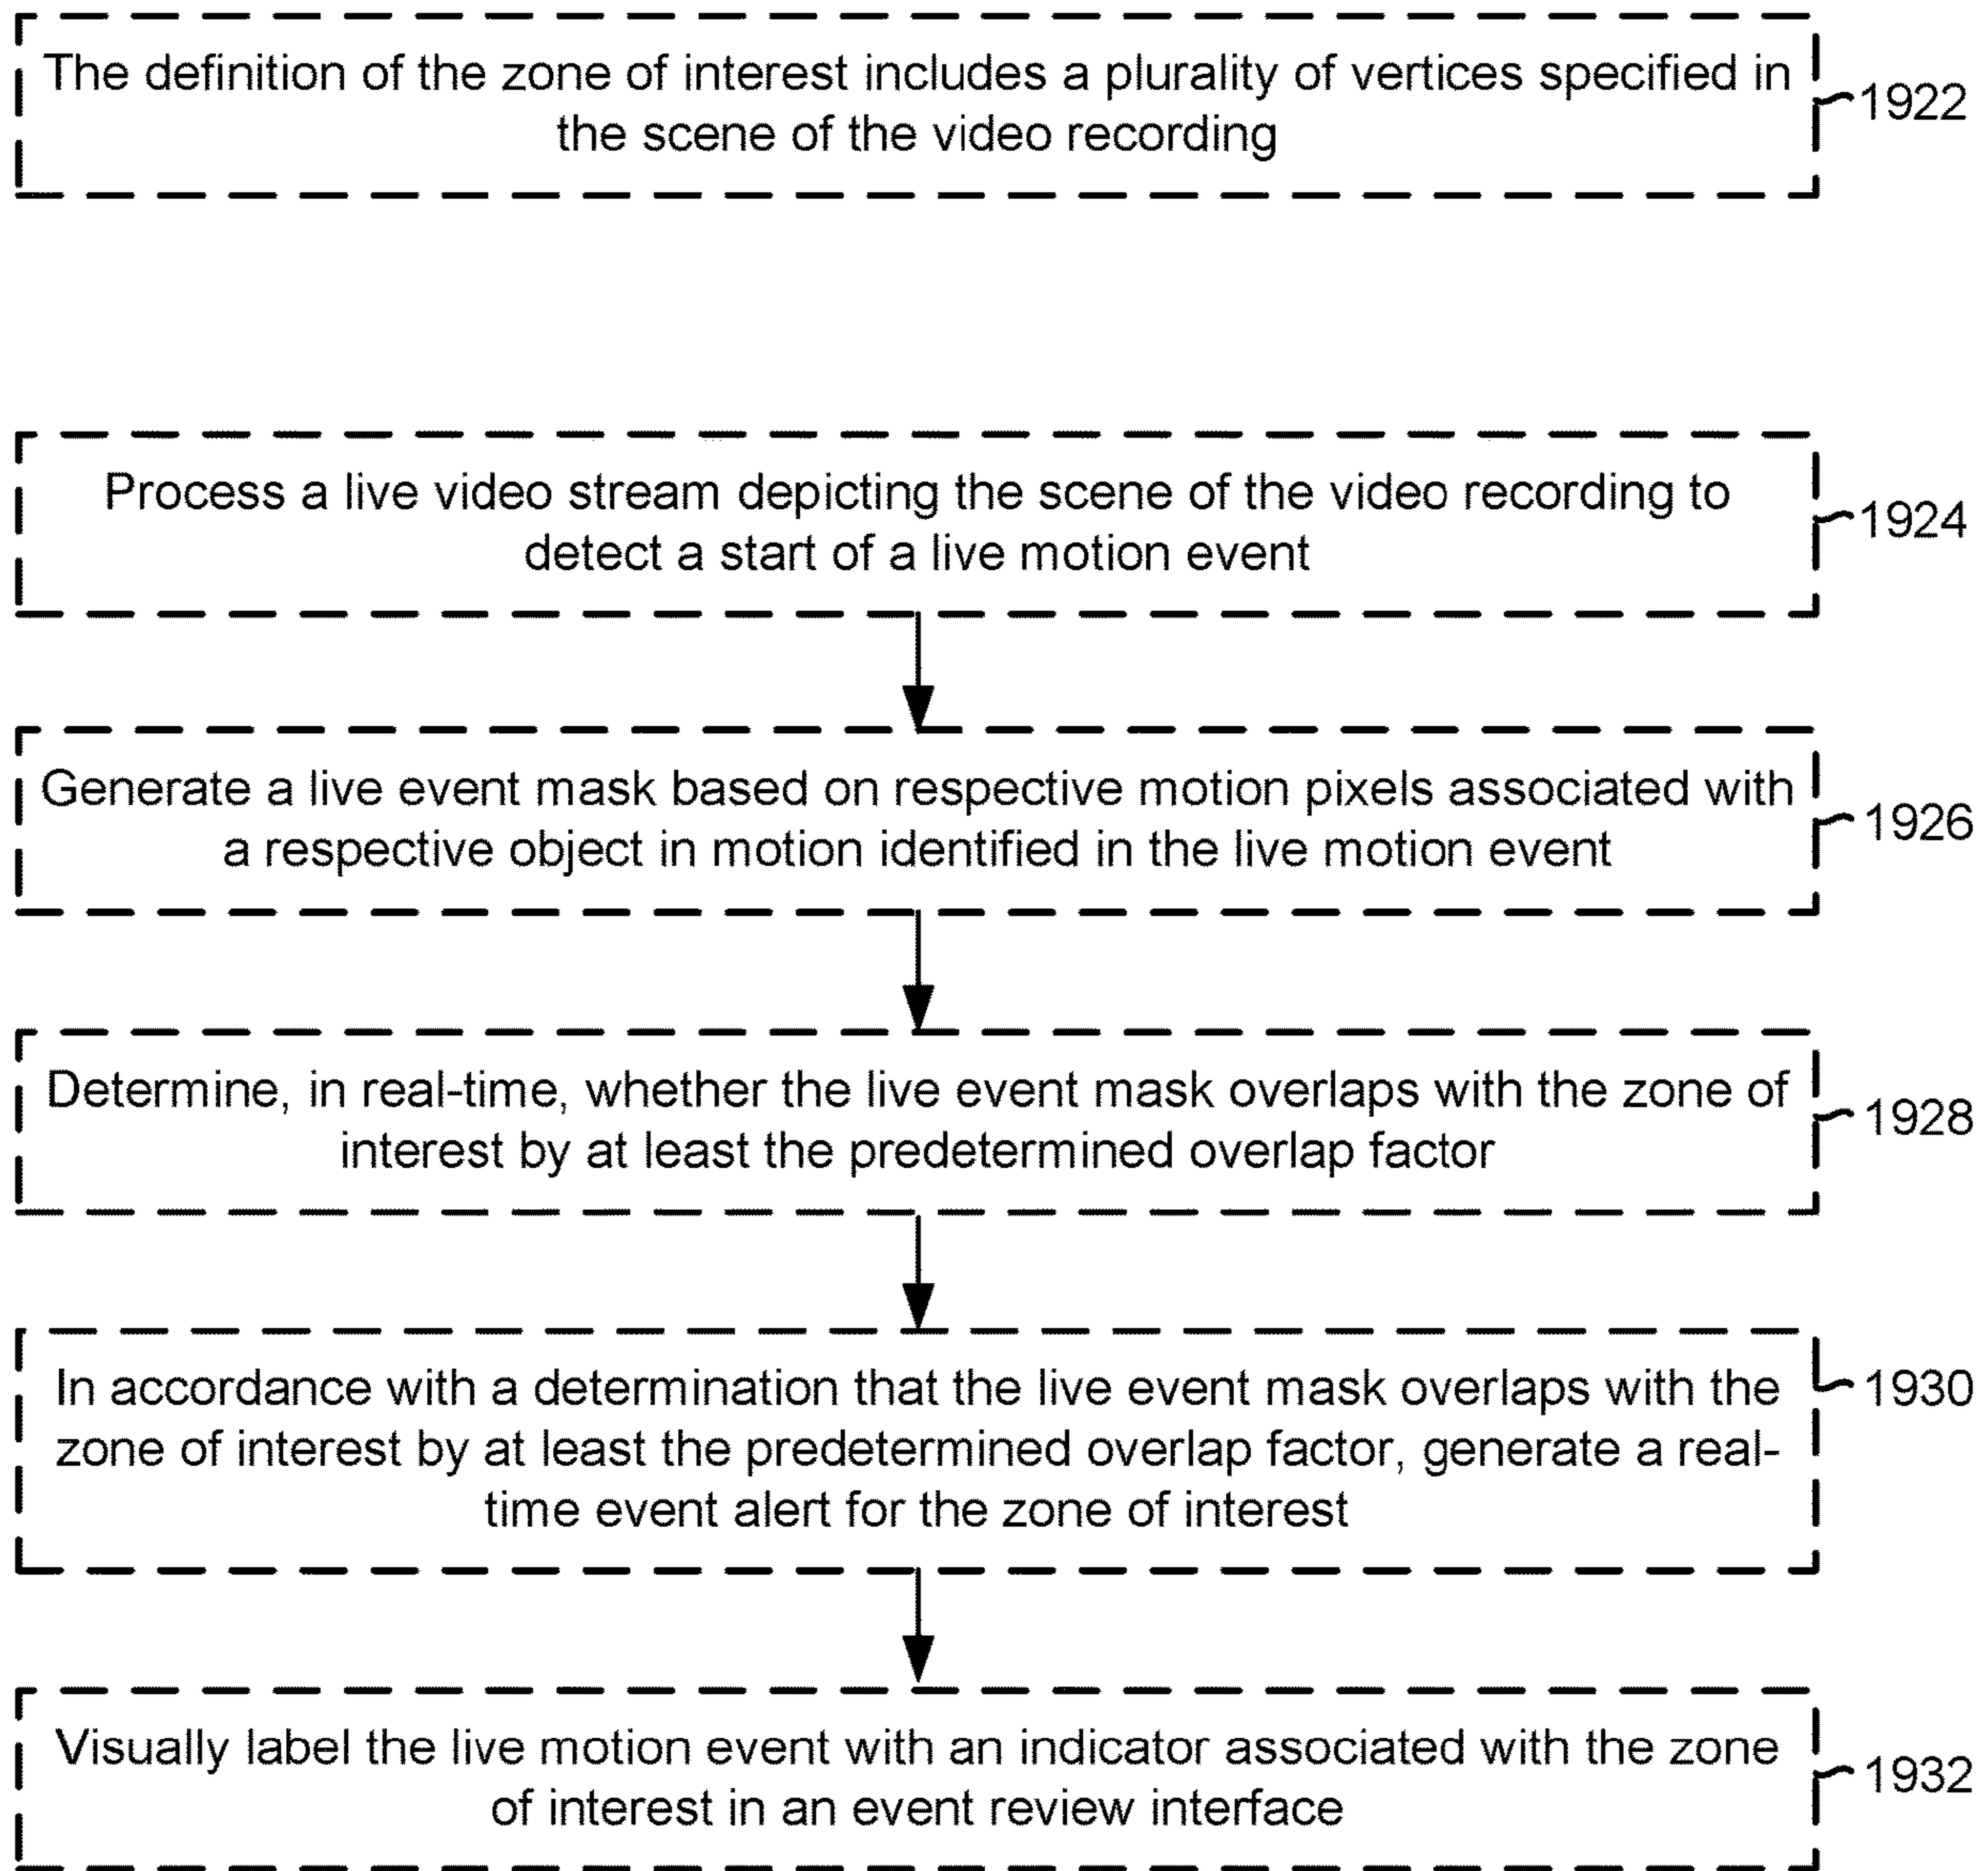 The definition of the zone of interest includes a plurality of vertices specified in
the scene of the video recording
1922
Process a live video stream depicting the scene of the video recording to
detect a start of a live motion event
1924
Generate a live event mask based on respective motion pixels associated with
a respective object in motion identified in the live motion event
1926
Determine, in real-time, whether the live event mask overlaps with the zone of
interest by at least the predetermined overlap factor
1928
In accordance with a determination that the live event mask overlaps with the
zone of interest by at least the predetermined overlap factor, generate a real-
time event alert for the zone of interest
1930
Visually label the live motion event with an indicator associated with the zone
of interest in an event review interface
1932